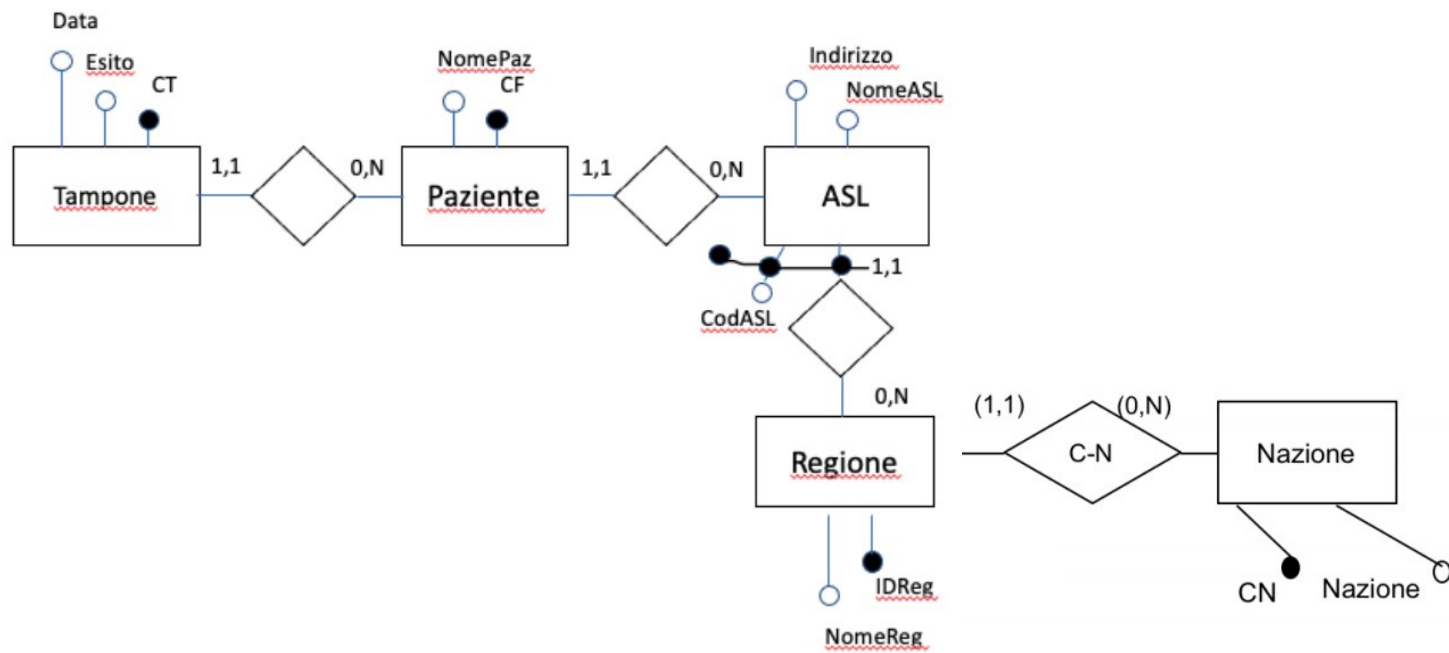 Data
Esito
CT
NomePaz
CF
Indirizzo
NomeASL
Tampone
1,1
0,N
Paziente
1,1
0,N
ASL
1,1
CodASL
0,N
Regione
(1,1)
C-N
(0,N)
Nazione
IDReg
NomeReg
CN
Nazione